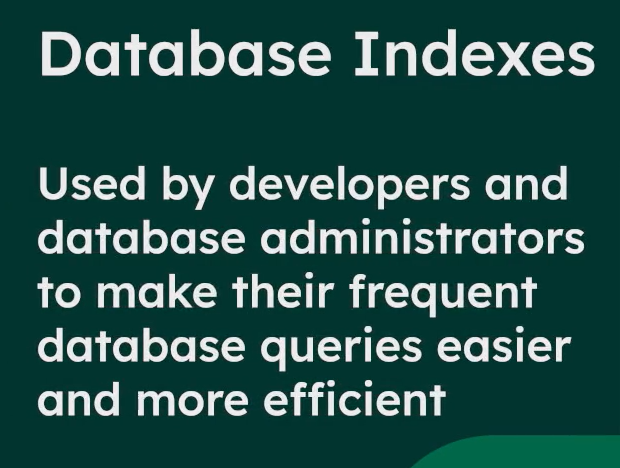 Database Indexes
Used by developers and
database administrators
to make their frequent
database queries easier
and more efficient